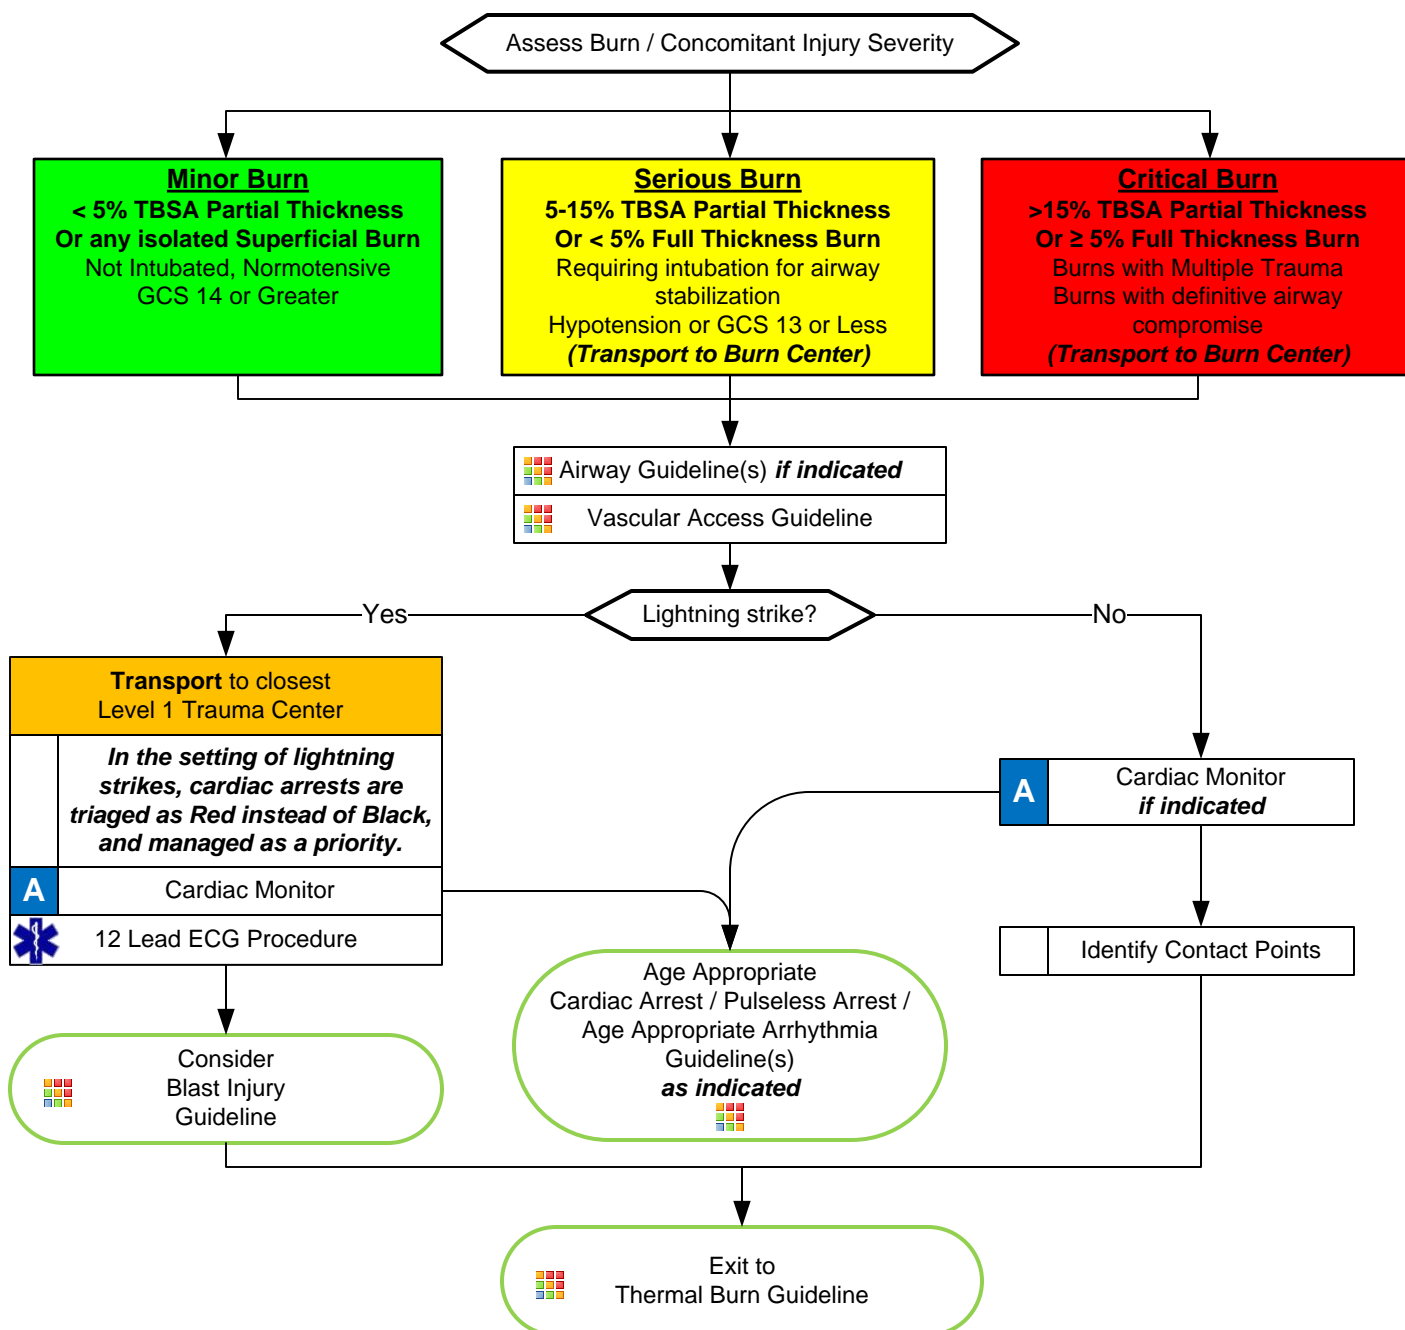 Assess Burn / Concomitant Injury Severity
Minor Burn
< 5% TBSA Partial Thickness
Or any isolated Superficial Burn
Not Intubated, Normotensive
GCS 14 or Greater
Serious Burn
5-15% TBSA Partial Thickness
Or < 5% Full Thickness Burn
Requiring intubation for airway
stabilization
Hypotension or GCS 13 or Less
(Transport to Burn Center)
Critical Burn
>15% TBSA Partial Thickness
Or ≥ 5% Full Thickness Burn
Burns with Multiple Trauma
Burns with definitive airway
compromise
(Transport to Burn Center)
Airway Guideline(s) if indicated
Vascular Access Guideline
Lightning strike?
Yes
No
Transport to closest
Level 1 Trauma Center
In the setting of lightning
strikes, cardiac arrests are
triaged as Red instead of Black,
and managed as a priority.
A
Cardiac Monitor
12 Lead ECG Procedure
A
Cardiac Monitor
if indicated
Identify Contact Points
Age Appropriate
Cardiac Arrest / Pulseless Arrest /
Age Appropriate Arrhythmia
Guideline(s)
as indicated
Consider
Blast Injury
Guideline
Exit to
Thermal Burn Guideline